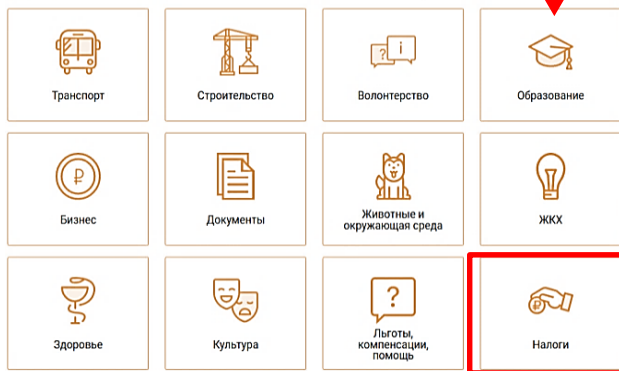 Транспорт
Строительство
? i
Волонтерство
Образование
₽
Бизнес
Документы
Животные и
окружающая среда
ЖКХ
Здоровье
Культура
?
Льготы,
компенсации,
помощь
₽
Налоги